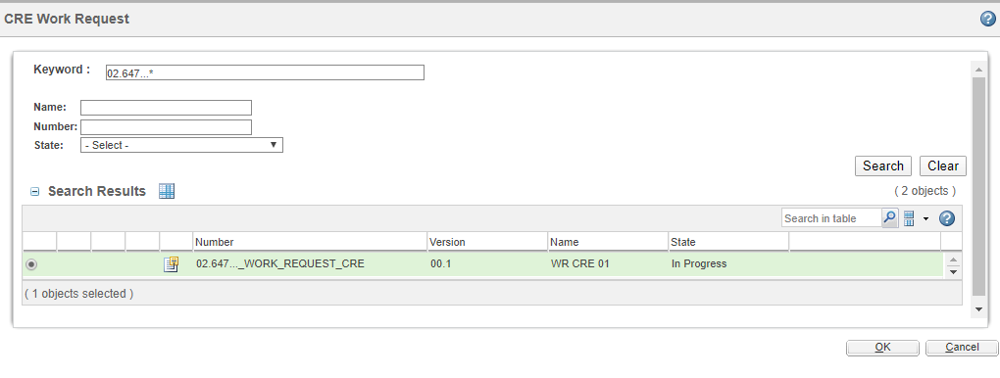 CRE Work Request
Keyword :
02.647...*
Name:
Number:
State:
- Select -
Search Clear
Search Results
( 2 objects )
Search in table
Number Version Name State
02.647..._WORK_REQUEST_CRE 00.1 WR CRE 01 In Progress
( 1 objects selected )
OK Cancel